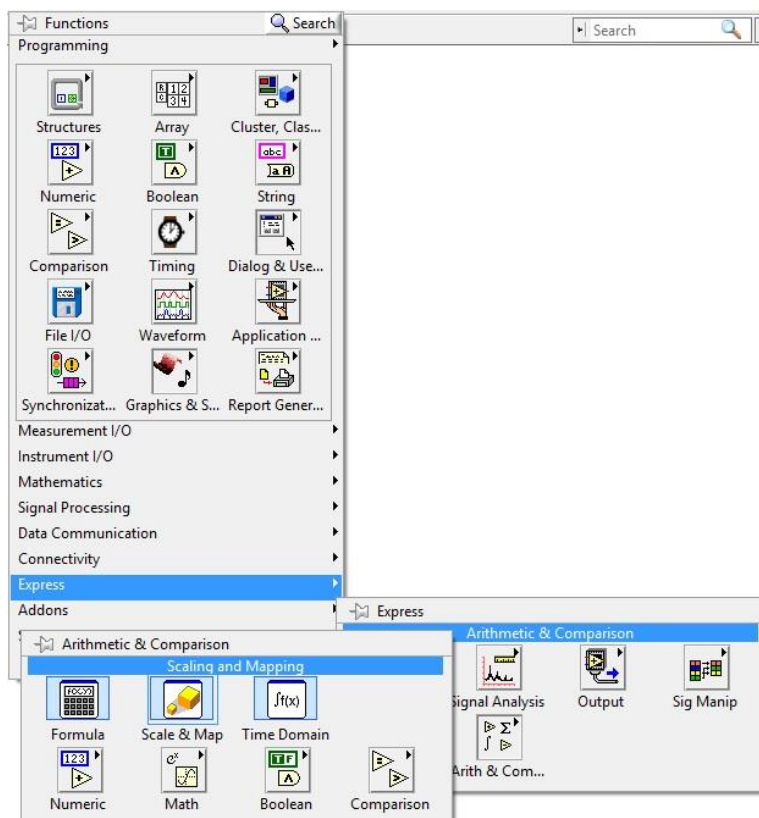 Functions
Search
Search
Programming
Structures
Array
Cluster, Clas...
Numeric
Boolean
String
Comparison
Timing
Dialog & Use...
File I/O
Waveform
Application ...
Synchronizat...
Graphics & S...
Report Gener...
Measurement I/O
Instrument I/O
Mathematics
Signal Processing
Data Communication
Connectivity
Express
Addons
Express
Arithmetic & Comparison
Signal Analysis
Output
Sig Manip
Arith & Com...
Arithmetic & Comparison
Scaling and Mapping
Formula
Scale & Map
Time Domain
Numeric
Math
Boolean
Comparison